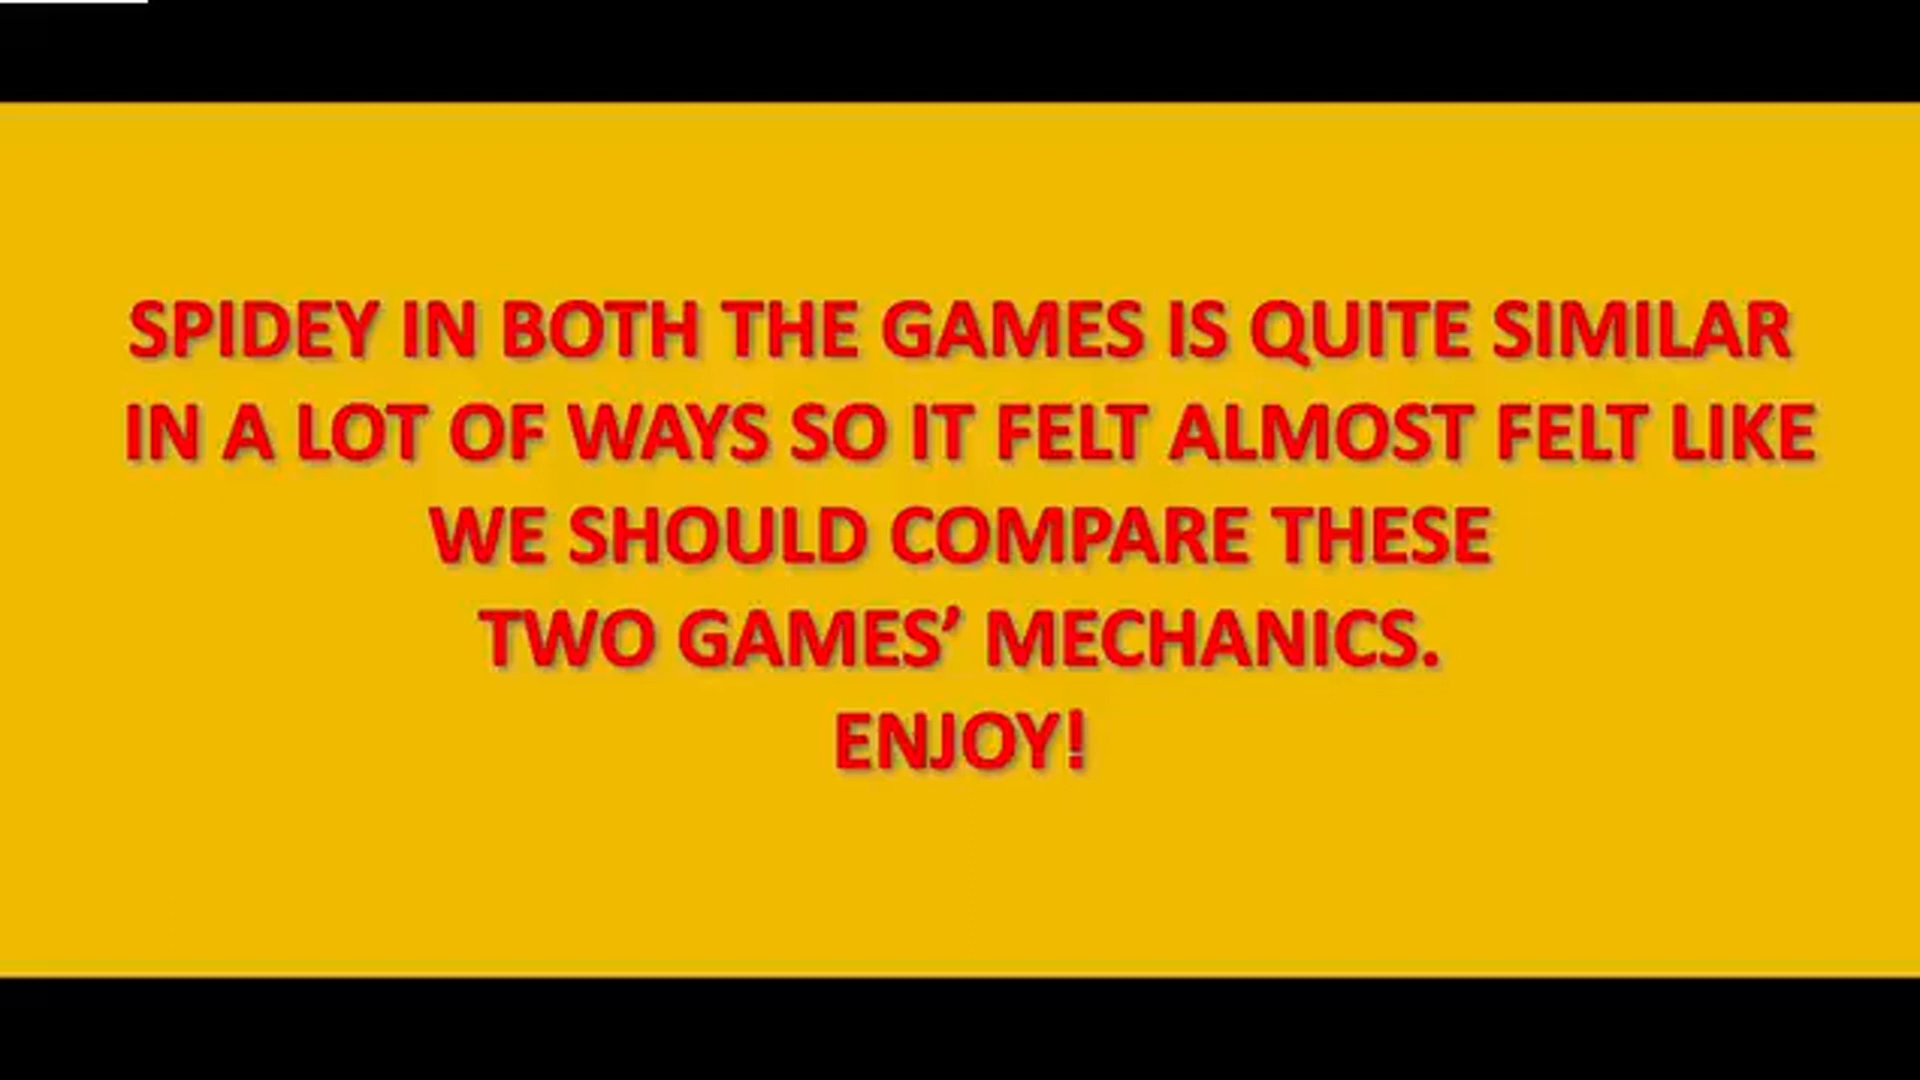 SPIDEY IN BOTH THE GAMES IS QUITE SIMILAR
IN A LOT OF WAYS SO IT FELT ALMOST FELT LIKE
WE SHOULD COMPARE THESE
TWO GAMES’ MECHANICS.
ENJOY!